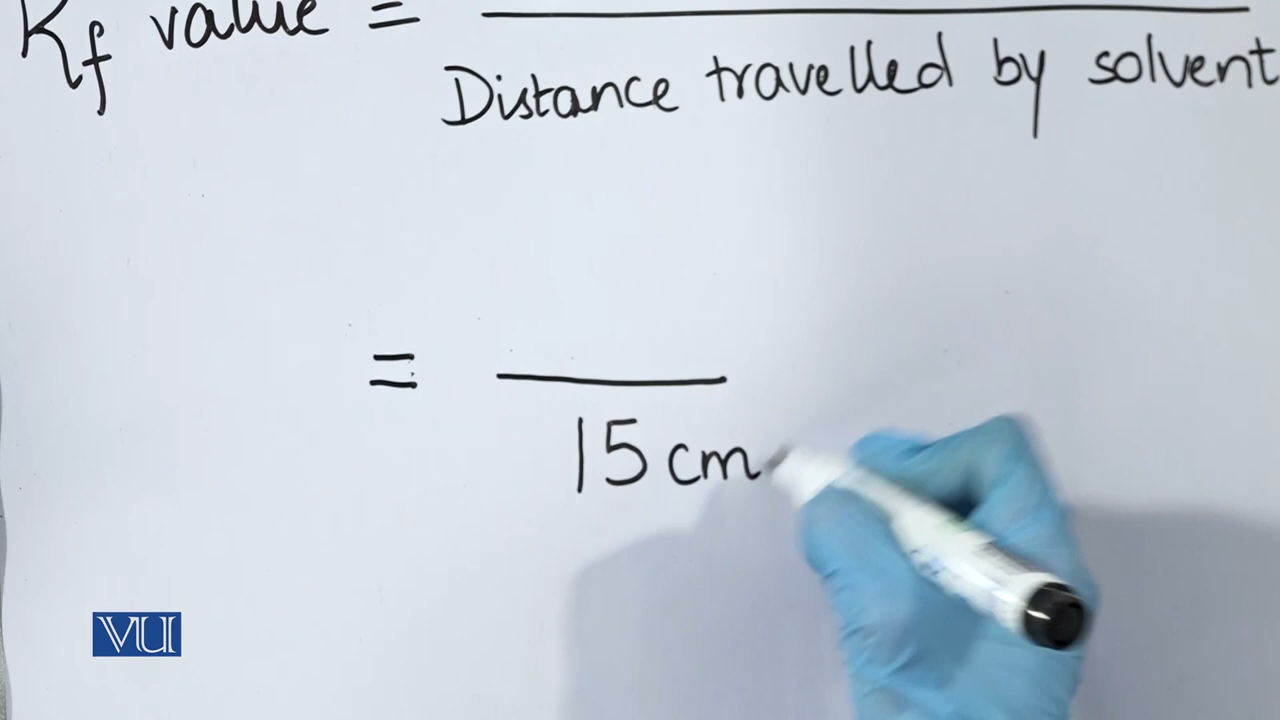 Rf value =
Distance travelled by solvent
=
15 cm
VU